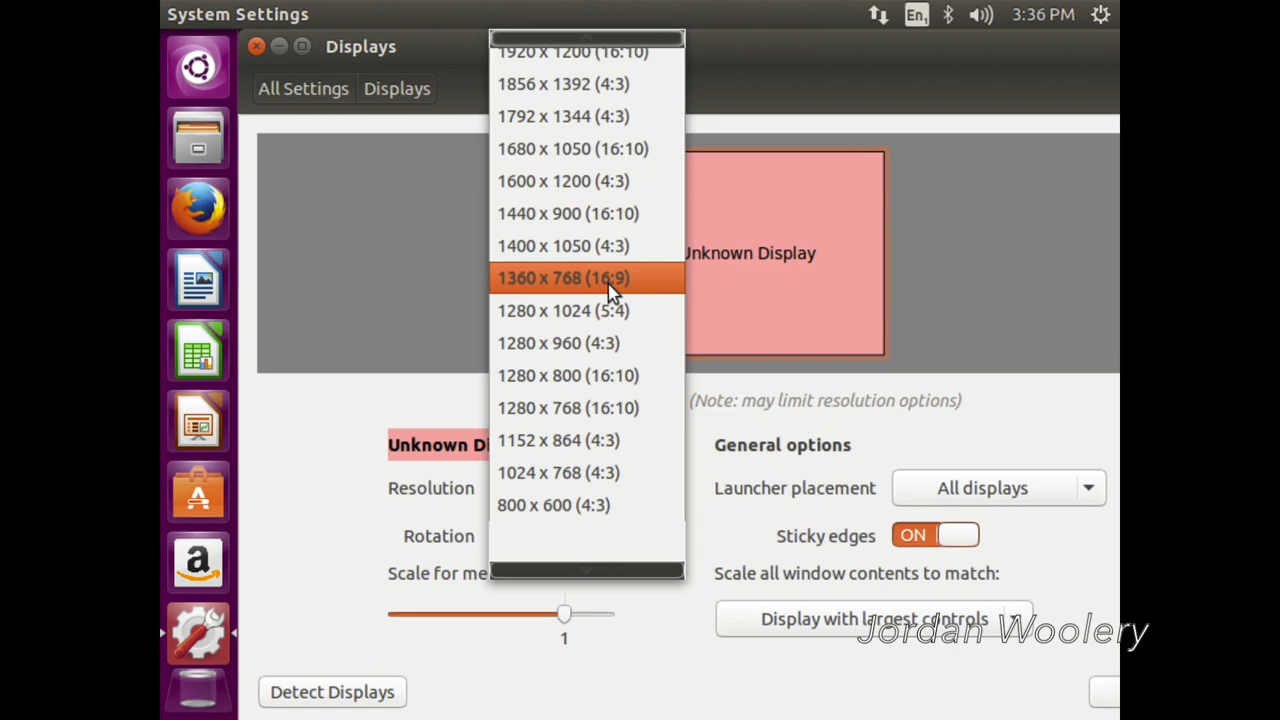 System Settings
En1
3:36 PM
Displays
All Settings
Displays
1920 x 1200 (16:10)
1856 x 1392 (4:3)
1792 x 1344 (4:3)
1680 x 1050 (16:10)
1600 x 1200 (4:3)
1440 x 900 (16:10)
1400 x 1050 (4:3)
1360 x 768 (16:9)
1280 x 1024 (5:4)
1280 x 960 (4:3)
1280 x 800 (16:10)
1280 x 768 (16:10)
1152 x 864 (4:3)
1024 x 768 (4:3)
800 x 600 (4:3)
Unknown Display
(Note: may limit resolution options)
Unknown Di
Resolution
Rotation
Scale for me
1
General options
Launcher placement
All displays
Sticky edges
ON
Scale all window contents to match:
Display with largest controls
Jordan Woolery
Detect Displays
a